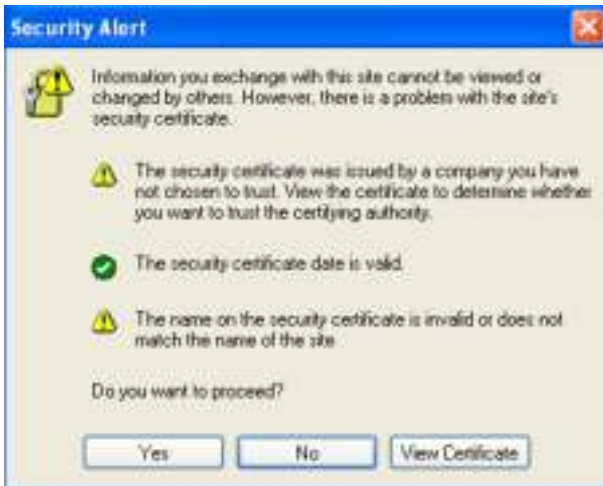 Security Alert
Information you exchange with this site cannot be viewed or
changed by others. However, there is a problem with the site's
security certificate.
The security certificate was issued by a company you have
not chosen to trust. View the certificate to determine whether
you want to trust the certifying authority.
The security certificate date is valid.
The name on the security certificate is invalid or does not
match the name of the site
Do you want to proceed?
Yes
No
View Certificate